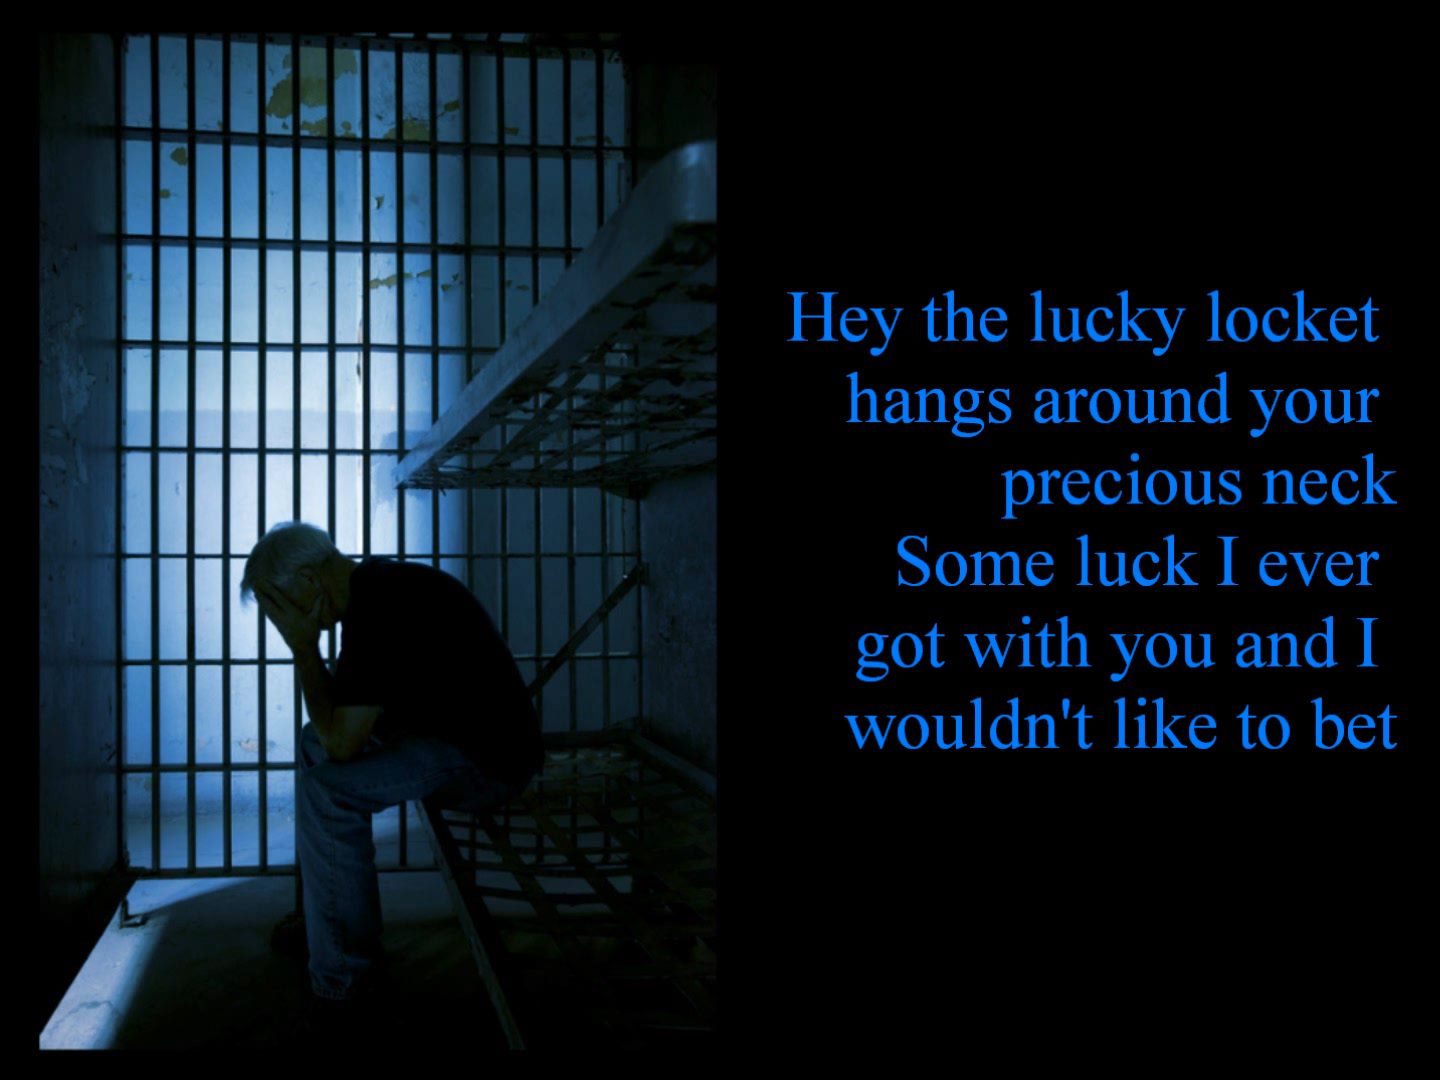 Hey the lucky locket
hangs around your
precious neck
Some luck I ever
got with you and I
wouldn't like to bet